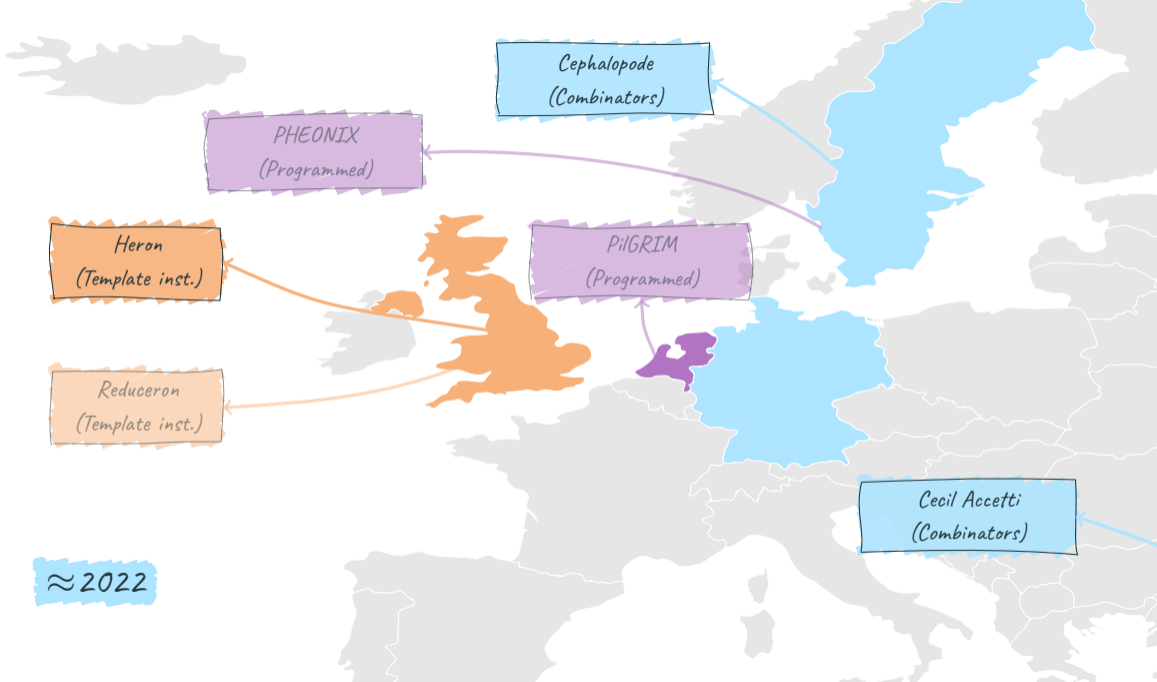 Cephalopode
(Combinators)
PHEONIX
(Programmed)
Heron
(Template inst.)
PilGRIM
(Programmed)
Reduceron
(Template inst.)
Cecil Accetti
(Combinators)
≈2022